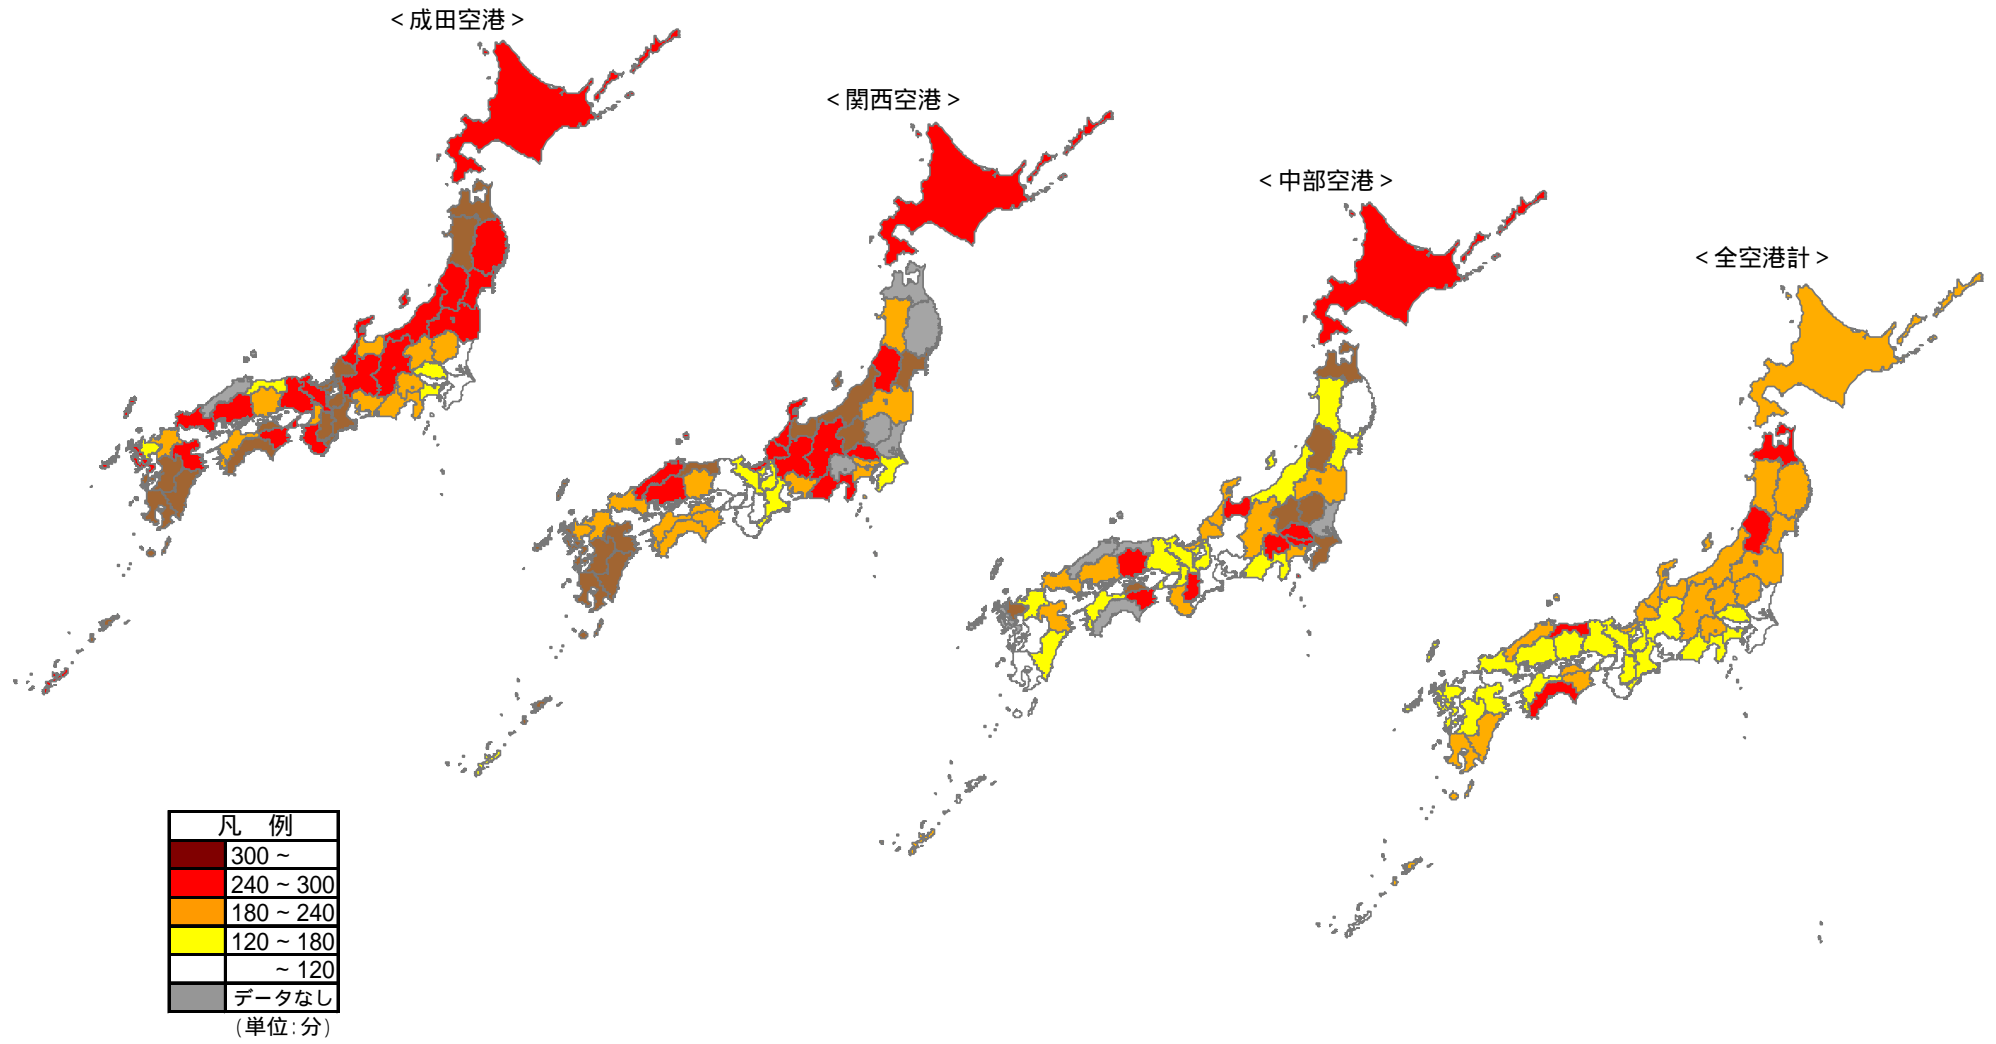 <成田空港>
<関西空港>
<中部空港>
<全空港計>
凡 例
300 ~
240 ~ 300
180 ~ 240
120 ~ 180
~ 120
データなし
(単位:分)